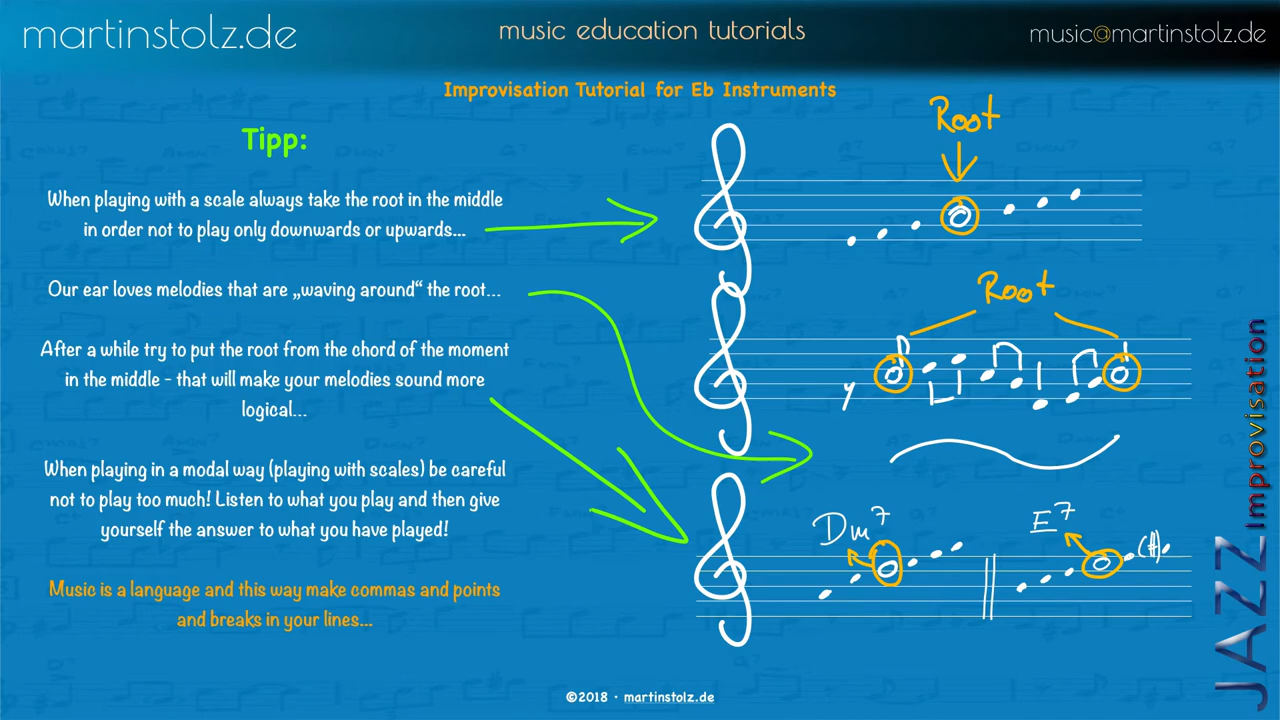 martinstolz.de
music education tutorials
music@martinstolz.de
Improvisation Tutorial for Eb Instruments
Tipp:
When playing with a scale always take the root in the middle
in order not to play only downwards or upwards...
Our ear loves melodies that are „waving around“ the root...
After a while try to put the root from the chord of the moment
in the middle - that will make your melodies sound more
logical...
When playing in a modal way (playing with scales) be careful
not to play too much! Listen to what you play and then give
yourself the answer to what you have played!
Music is a language and this way make commas and points
and breaks in your lines...
Root
Root
Dm7
E7
(#)
JAZZ Improvisation
©2018 • martinstolz.de